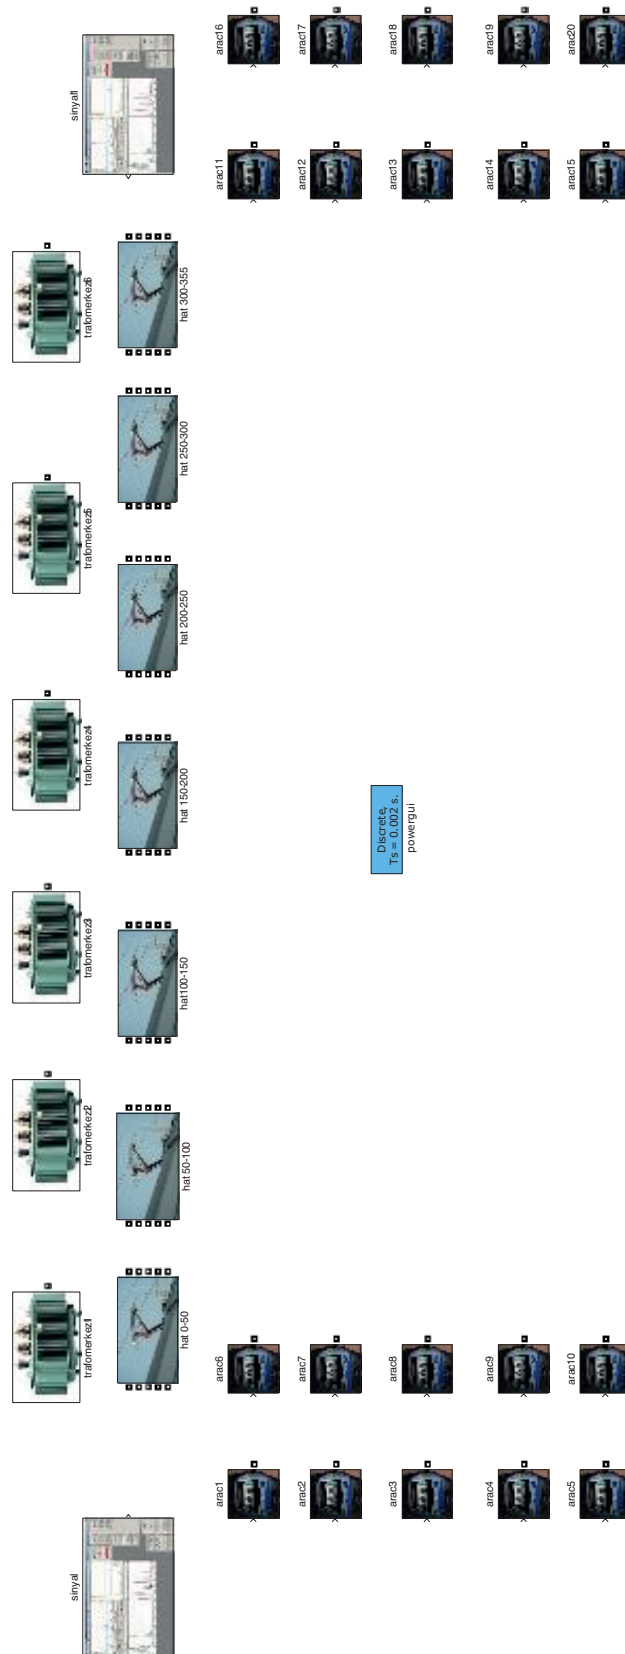 sinyal
sinyal1
trafomerkez1
trafomerkez2
trafomerkez3
trafomerkez4
trafomerkez5
trafomerkez6
hat 0-50
hat 50-100
hat100-150
hat 150-200
hat 200-250
hat 250-300
hat 300-355
arac1
arac6
arac11
arac16
arac2
arac7
arac12
arac17
arac3
arac8
arac13
arac18
Discrete,
Ts = 0.002 s.
powergui
arac4
arac9
arac14
arac19
arac5
arac10
arac15
arac20